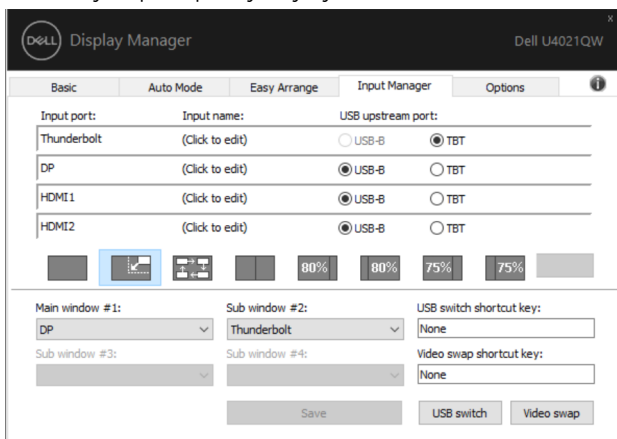 DELL Display Manager
x
Dell U4021QW
Basic Auto Mode Easy Arrange Input Manager Options i
Input port: Input name: USB upstream port:
Thunderbolt (Click to edit) USB-B TBT
DP (Click to edit) USB-B TBT
HDMI1 (Click to edit) USB-B TBT
HDMI2 (Click to edit) USB-B TBT
80% 80% 75% 75%
Main window #1: Sub window #2: USB switch shortcut key:
DP Thunderbolt None
Sub window #3: Sub window #4: Video swap shortcut key:
None
Save USB switch Video swap